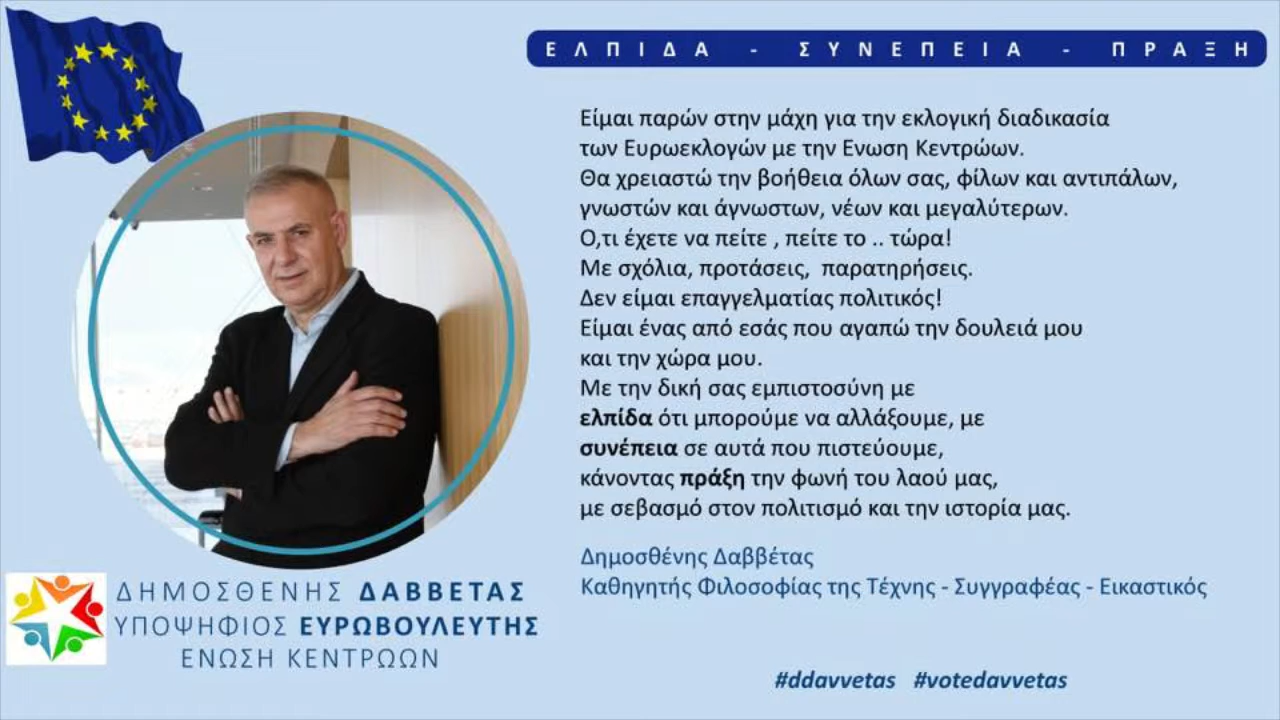 ΕΛΠΙΔΑ - ΣΥΝΕΠΕΙΑ - ΠΡΑΞΗ
Είμαι παρών στην μάχη για την εκλογική διαδικασία
των Ευρωεκλογών με την Ενωση Κεντρώων.
Θα χρειαστώ την βοήθεια όλων σας, φίλων και αντιπάλων,
γνωστών και άγνωστων, νέων και μεγαλύτερων.
Ο,τι έχετε να πείτε , πείτε το .. τώρα!
Με σχόλια, προτάσεις, παρατηρήσεις.
Δεν είμαι επαγγελματίας πολιτικός!
Είμαι ένας από εσάς που αγαπώ την δουλειά μου
και την χώρα μου.
Με την δική σας εμπιστοσύνη με
ελπίδα ότι μπορούμε να αλλάξουμε, με
συνέπεια σε αυτά που πιστεύουμε,
κάνοντας πράξη την φωνή του λαού μας,
με σεβασμό στον πολιτισμό και την ιστορία μας.
Δημοσθένης Δαββέτας
Καθηγητής Φιλοσοφίας της Τέχνης - Συγγραφέας - Εικαστικός
ΔΗΜΟΣΘΕΝΗΣ ΔΑΒΒΕΤΑΣ
ΥΠΟΨΗΦΙΟΣ ΕΥΡΩΒΟΥΛΕΥΤΗΣ
ΕΝΩΣΗ ΚΕΝΤΡΩΩΝ
#ddavvetas #votedavvetas